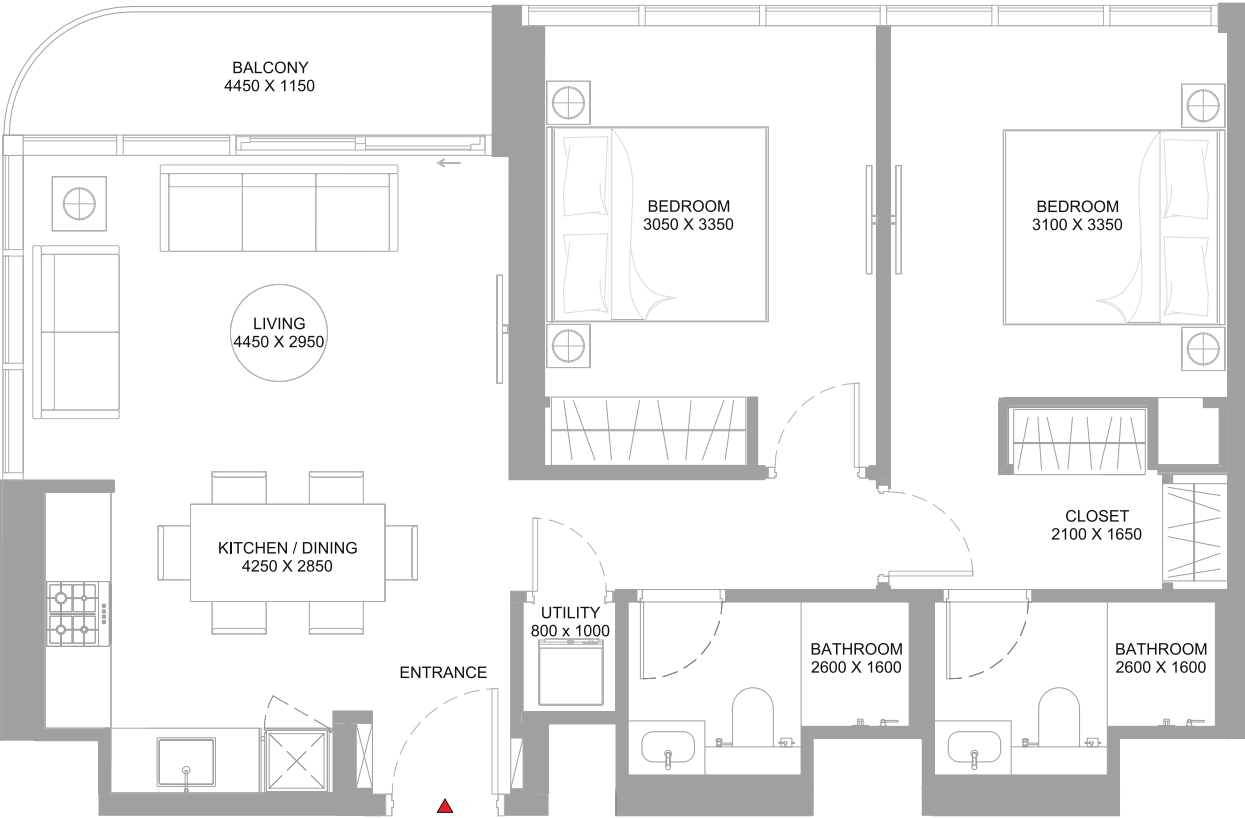 BALCONY
4450 X 1150
BEDROOM
3050 X 3350
BEDROOM
3100 X 3350
LIVING
4450 X 2950
KITCHEN / DINING
4250 X 2850
CLOSET
2100 X 1650
UTILITY
800 x 1000
BATHROOM
2600 X 1600
BATHROOM
2600 X 1600
ENTRANCE